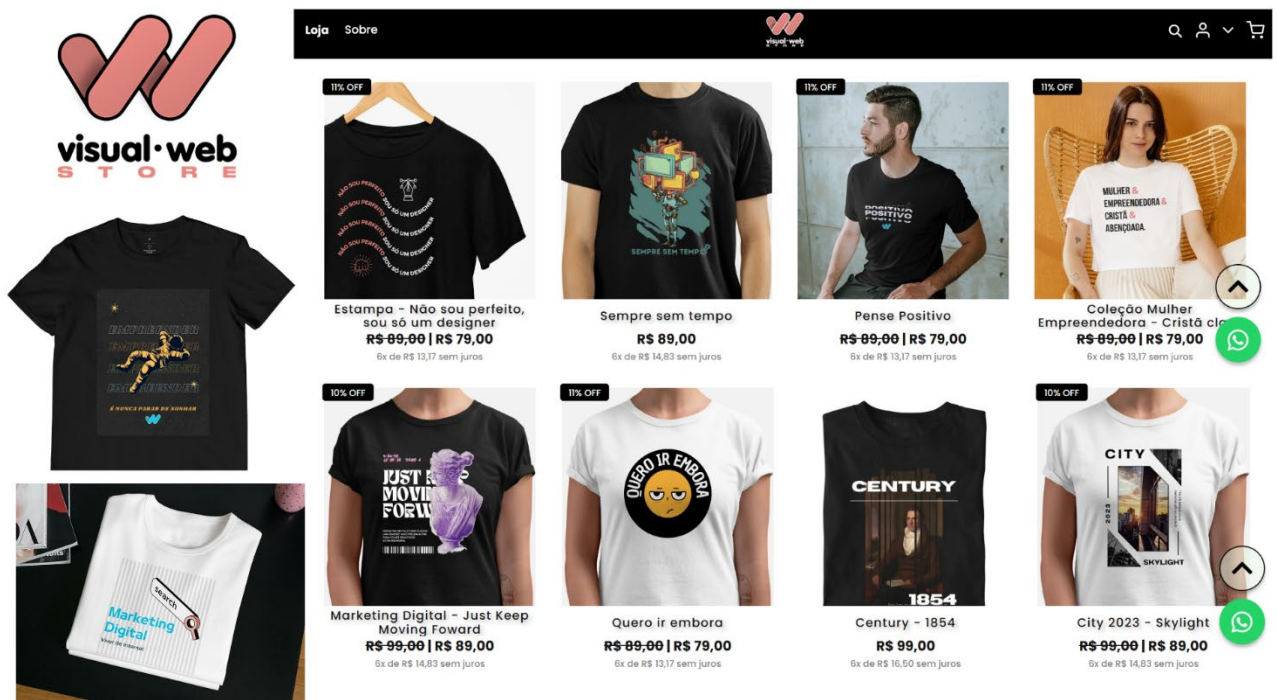 visual·web
STORE
EMPREENDER
EMPREENDER
EMPREENDER
EMPREENDER
É NUNCA PARAR DE SONHAR
search
Marketing
Digital
Loja Sobre
visual·web
STORE
11% OFF
NÃO SOU PERFEITO SOU SÓ UM DESIGNER
NÃO SOU PERFEITO SOU SÓ UM DESIGNER
NÃO SOU PERFEITO SOU SÓ UM DESIGNER
NÃO SOU PERFEITO SOU SÓ UM DESIGNER
Estampa - Não sou perfeito,
sou só um designer
R$ 89,00 | R$ 79,00
6x de R$ 13,17 sem juros
SEMPRE SEM TEMPO
Sempre sem tempo
R$ 89,00
6x de R$ 14,83 sem juros
11% OFF
POSITIVO
POSITIVO
Pense Positivo
R$ 89,00 | R$ 79,00
6x de R$ 13,17 sem juros
11% OFF
MULHER &
EMPREENDEDORA &
CRISTÃ &
ABENÇOADA.
Coleção Mulher
Empreendedora - Cristã cl
R$ 89,00 | R$ 79,00
6x de R$ 13,17 sem juros
10% OFF
JUST K P
MOVI
FORW
Marketing Digital - Just Keep
Moving Foward
R$ 99,00 | R$ 89,00
6x de R$ 14,83 sem juros
11% OFF
QUERO IR EMBORA
Quero ir embora
R$ 89,00 | R$ 79,00
6x de R$ 13,17 sem juros
CENTURY
1854
Century - 1854
R$ 99,00
6x de R$ 16,50 sem juros
10% OFF
CITY
2023
SKYLIGHT
City 2023 - Skylight
R$ 99,00 | R$ 89,00
6x de R$ 14,83 sem juros